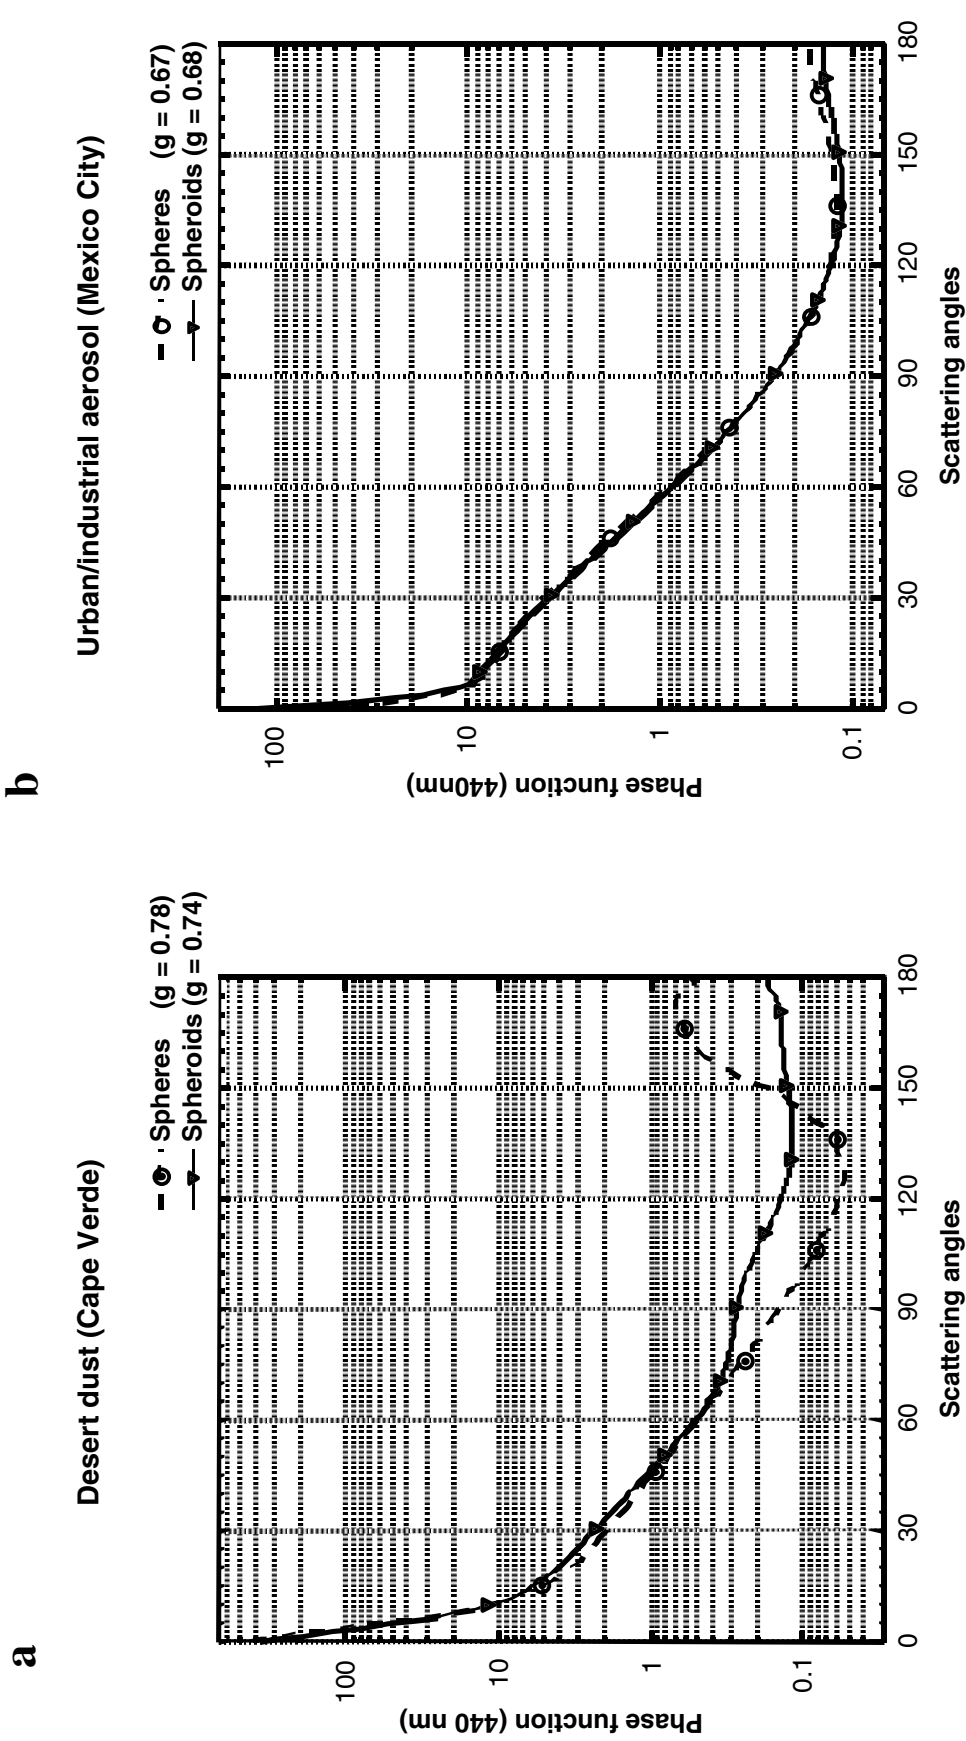 a
Desert dust (Cape Verde)
Spheres (g = 0.78)
Spheroids (g = 0.74)
Phase function (440 nm)
100
10
1
0.1
0
30
60
90
120
150
180
Scattering angles
b
Urban/industrial aerosol (Mexico City)
Spheres (g = 0.67)
Spheroids (g = 0.68)
Phase function (440nm)
100
10
1
0.1
0
30
60
90
120
150
180
Scattering angles